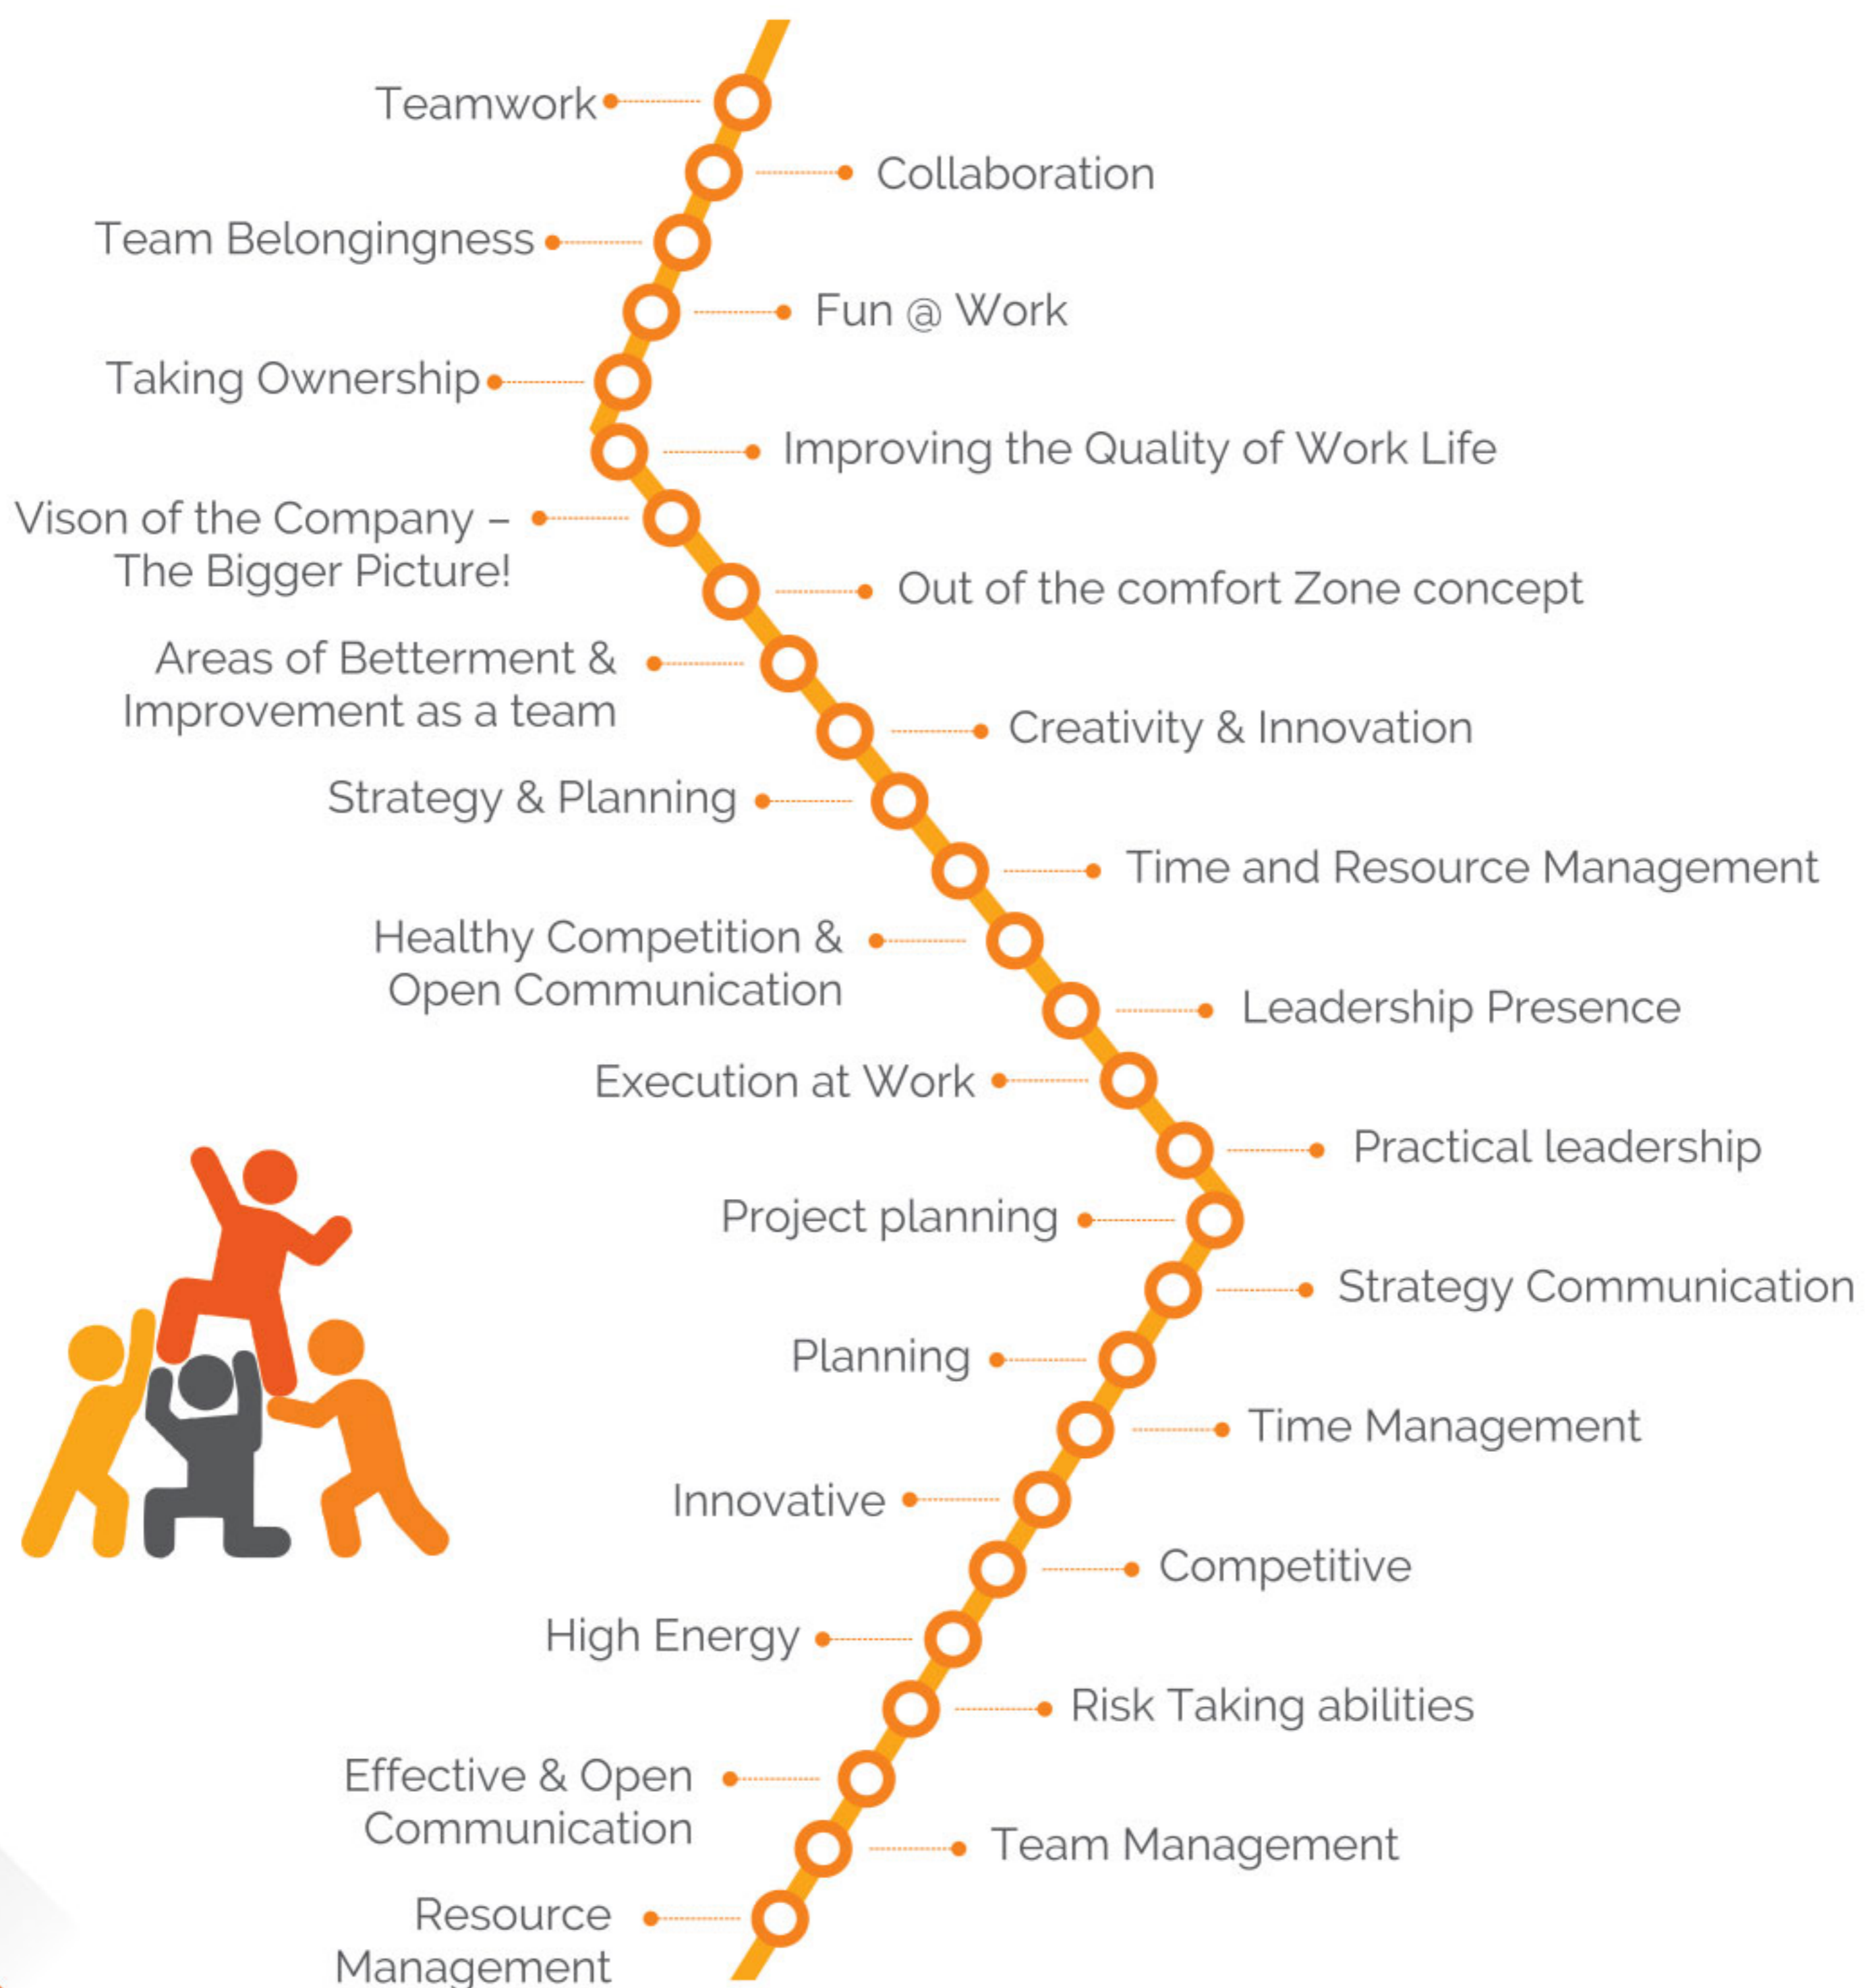 Teamwork
Collaboration
Team Belongingness
Fun @ Work
Taking Ownership
Improving the Quality of Work Life
Vison of the Company –
The Bigger Picture!
Out of the comfort Zone concept
Areas of Betterment &
Improvement as a team
Creativity & Innovation
Strategy & Planning
Time and Resource Management
Healthy Competition &
Open Communication
Leadership Presence
Execution at Work
Practical leadership
Project planning
Strategy Communication
Planning
Time Management
Innovative
Competitive
High Energy
Risk Taking abilities
Effective & Open
Communication
Team Management
Resource
Management